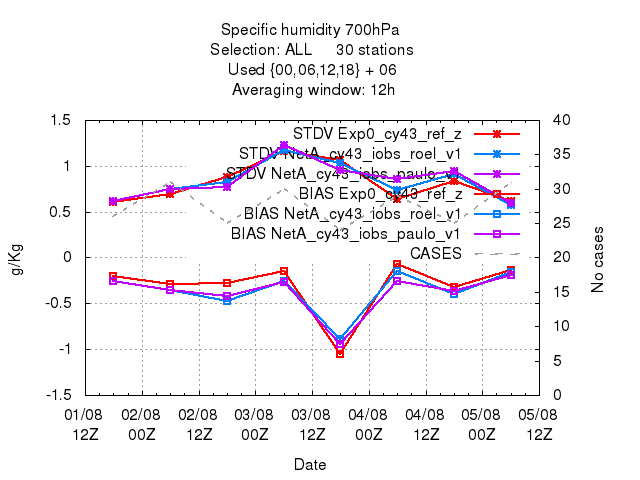 Specific humidity 700hPa
Selection: ALL 30 stations
Used {00,06,12,18} + 06
Averaging window: 12h
1.5
1
0.5
0
-0.5
-1
-1.5
g/Kg
40
35
30
25
20
15
10
5
0
No cases
STDV Exp0_cy43_ref_z
STDV NetA_cy43_iobs_roel_v1
STDV NetA_cy43_iobs_paulo_v1
BIAS Exp0_cy43_ref_z
BIAS NetA_cy43_iobs_roel_v1
BIAS NetA_cy43_iobs_paulo_v1
CASES
01/08 02/08 02/08 03/08 03/08 04/08 04/08 05/08 05/08
12Z 00Z 12Z 00Z 12Z 00Z 12Z 00Z 12Z
Date